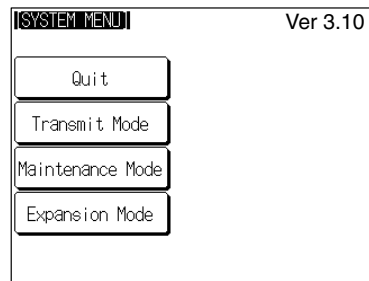 [SYSTEM MENU] Ver 3.10
Quit
Transmit Mode
Maintenance Mode
Expansion Mode